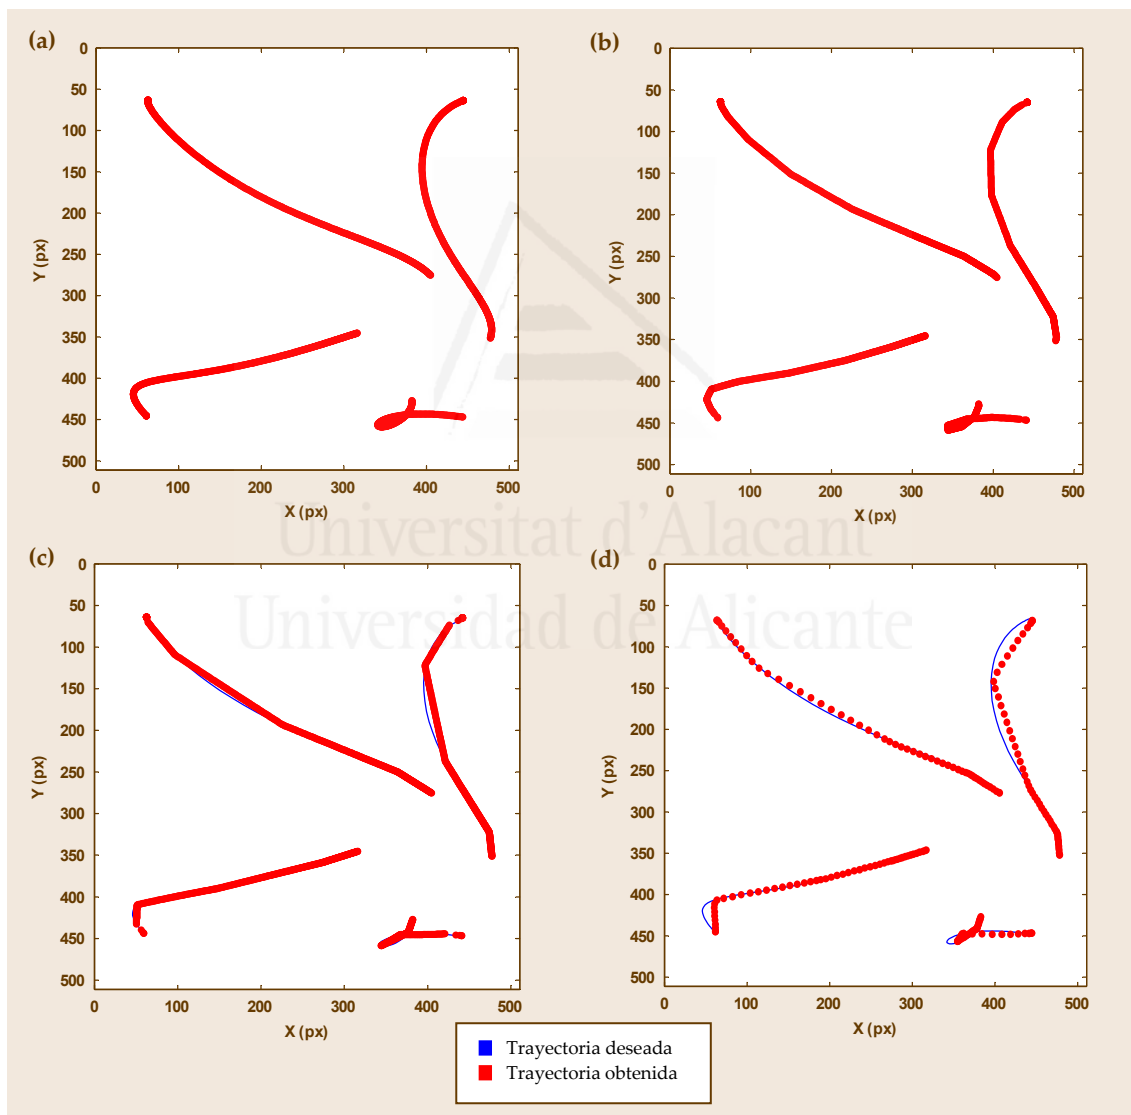 (a)
0
50
100
150
200
250
300
350
400
450
500
Y (px)
0 100 200 300 400 500
X (px)
(b)
0
50
100
150
200
250
300
350
400
450
500
Y (px)
0 100 200 300 400 500
X (px)
Universitat d'Alacant
Universidad de Alicante
(c)
0
50
100
150
200
250
300
350
400
450
500
Y (px)
0 100 200 300 400 500
X (px)
(d)
0
50
100
150
200
250
300
350
400
450
500
Y (px)
0 100 200 300 400 500
X (px)
Trayectoria deseada
Trayectoria obtenida